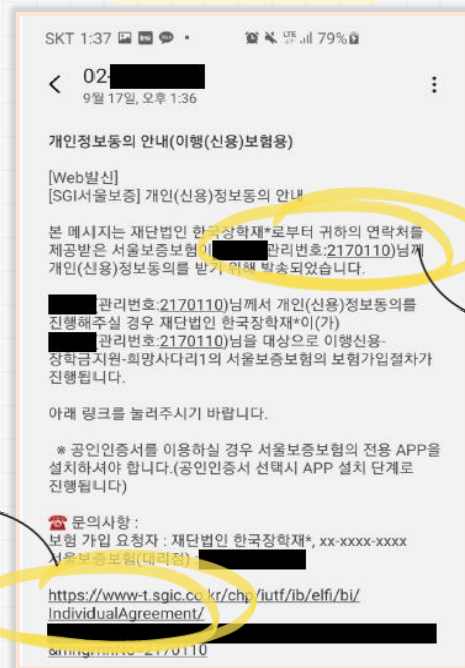 SKT 1:37 79%
02-
9월 17일, 오후 1:36
개인정보동의 안내(이행(신용)보험용)
[Web발신]
[SGI서울보증] 개인(신용)정보동의 안내
본 메시지는 재단법인 한국장학재*로부터 귀하의 연락처를
제공받은 서울보증보험이 관리번호:2170110)님께
개인(신용)정보동의를 받기 위해 발송되었습니다.
관리번호:2170110)님께서 개인(신용)정보동의를
진행해주실 경우 재단법인 한국장학재*이(가)
관리번호:2170110)님을 대상으로 이행신용-
장학금지원-희망사다리1의 서울보증보험의 보험가입절차가
진행됩니다.
아래 링크를 눌러주시기 바랍니다.
※ 공인인증서를 이용하실 경우 서울보증보험의 전용 APP을
설치하셔야 합니다.(공인인증서 선택시 APP 설치 단계로
진행됩니다)
☎ 문의사항 :
보험 가입 요청자 : 재단법인 한국장학재*, xx-xxxx-xxxx
서울보증보험(대리점) :
https://www-t.sgic.co.kr/chp/iutf/ib/elfi/bi/
IndividualAgreement/
=2170110